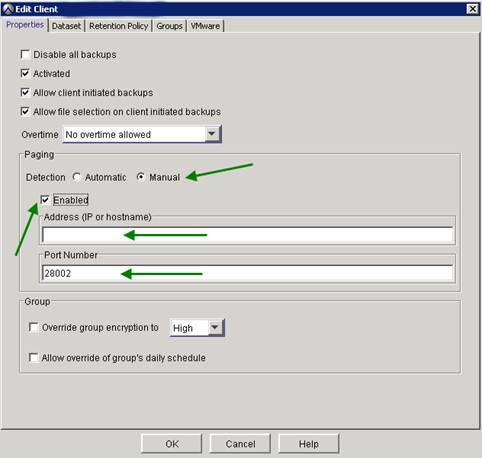 Edit Client
Properties Dataset Retention Policy Groups VMware
Disable all backups
Activated
Allow client initiated backups
Allow file selection on client initiated backups
Overtime No overtime allowed
Paging
Detection Automatic Manual
Enabled
Address (IP or hostname)
Port Number
28002
Group
Override group encryption to High
Allow override of group's daily schedule
OK Cancel Help